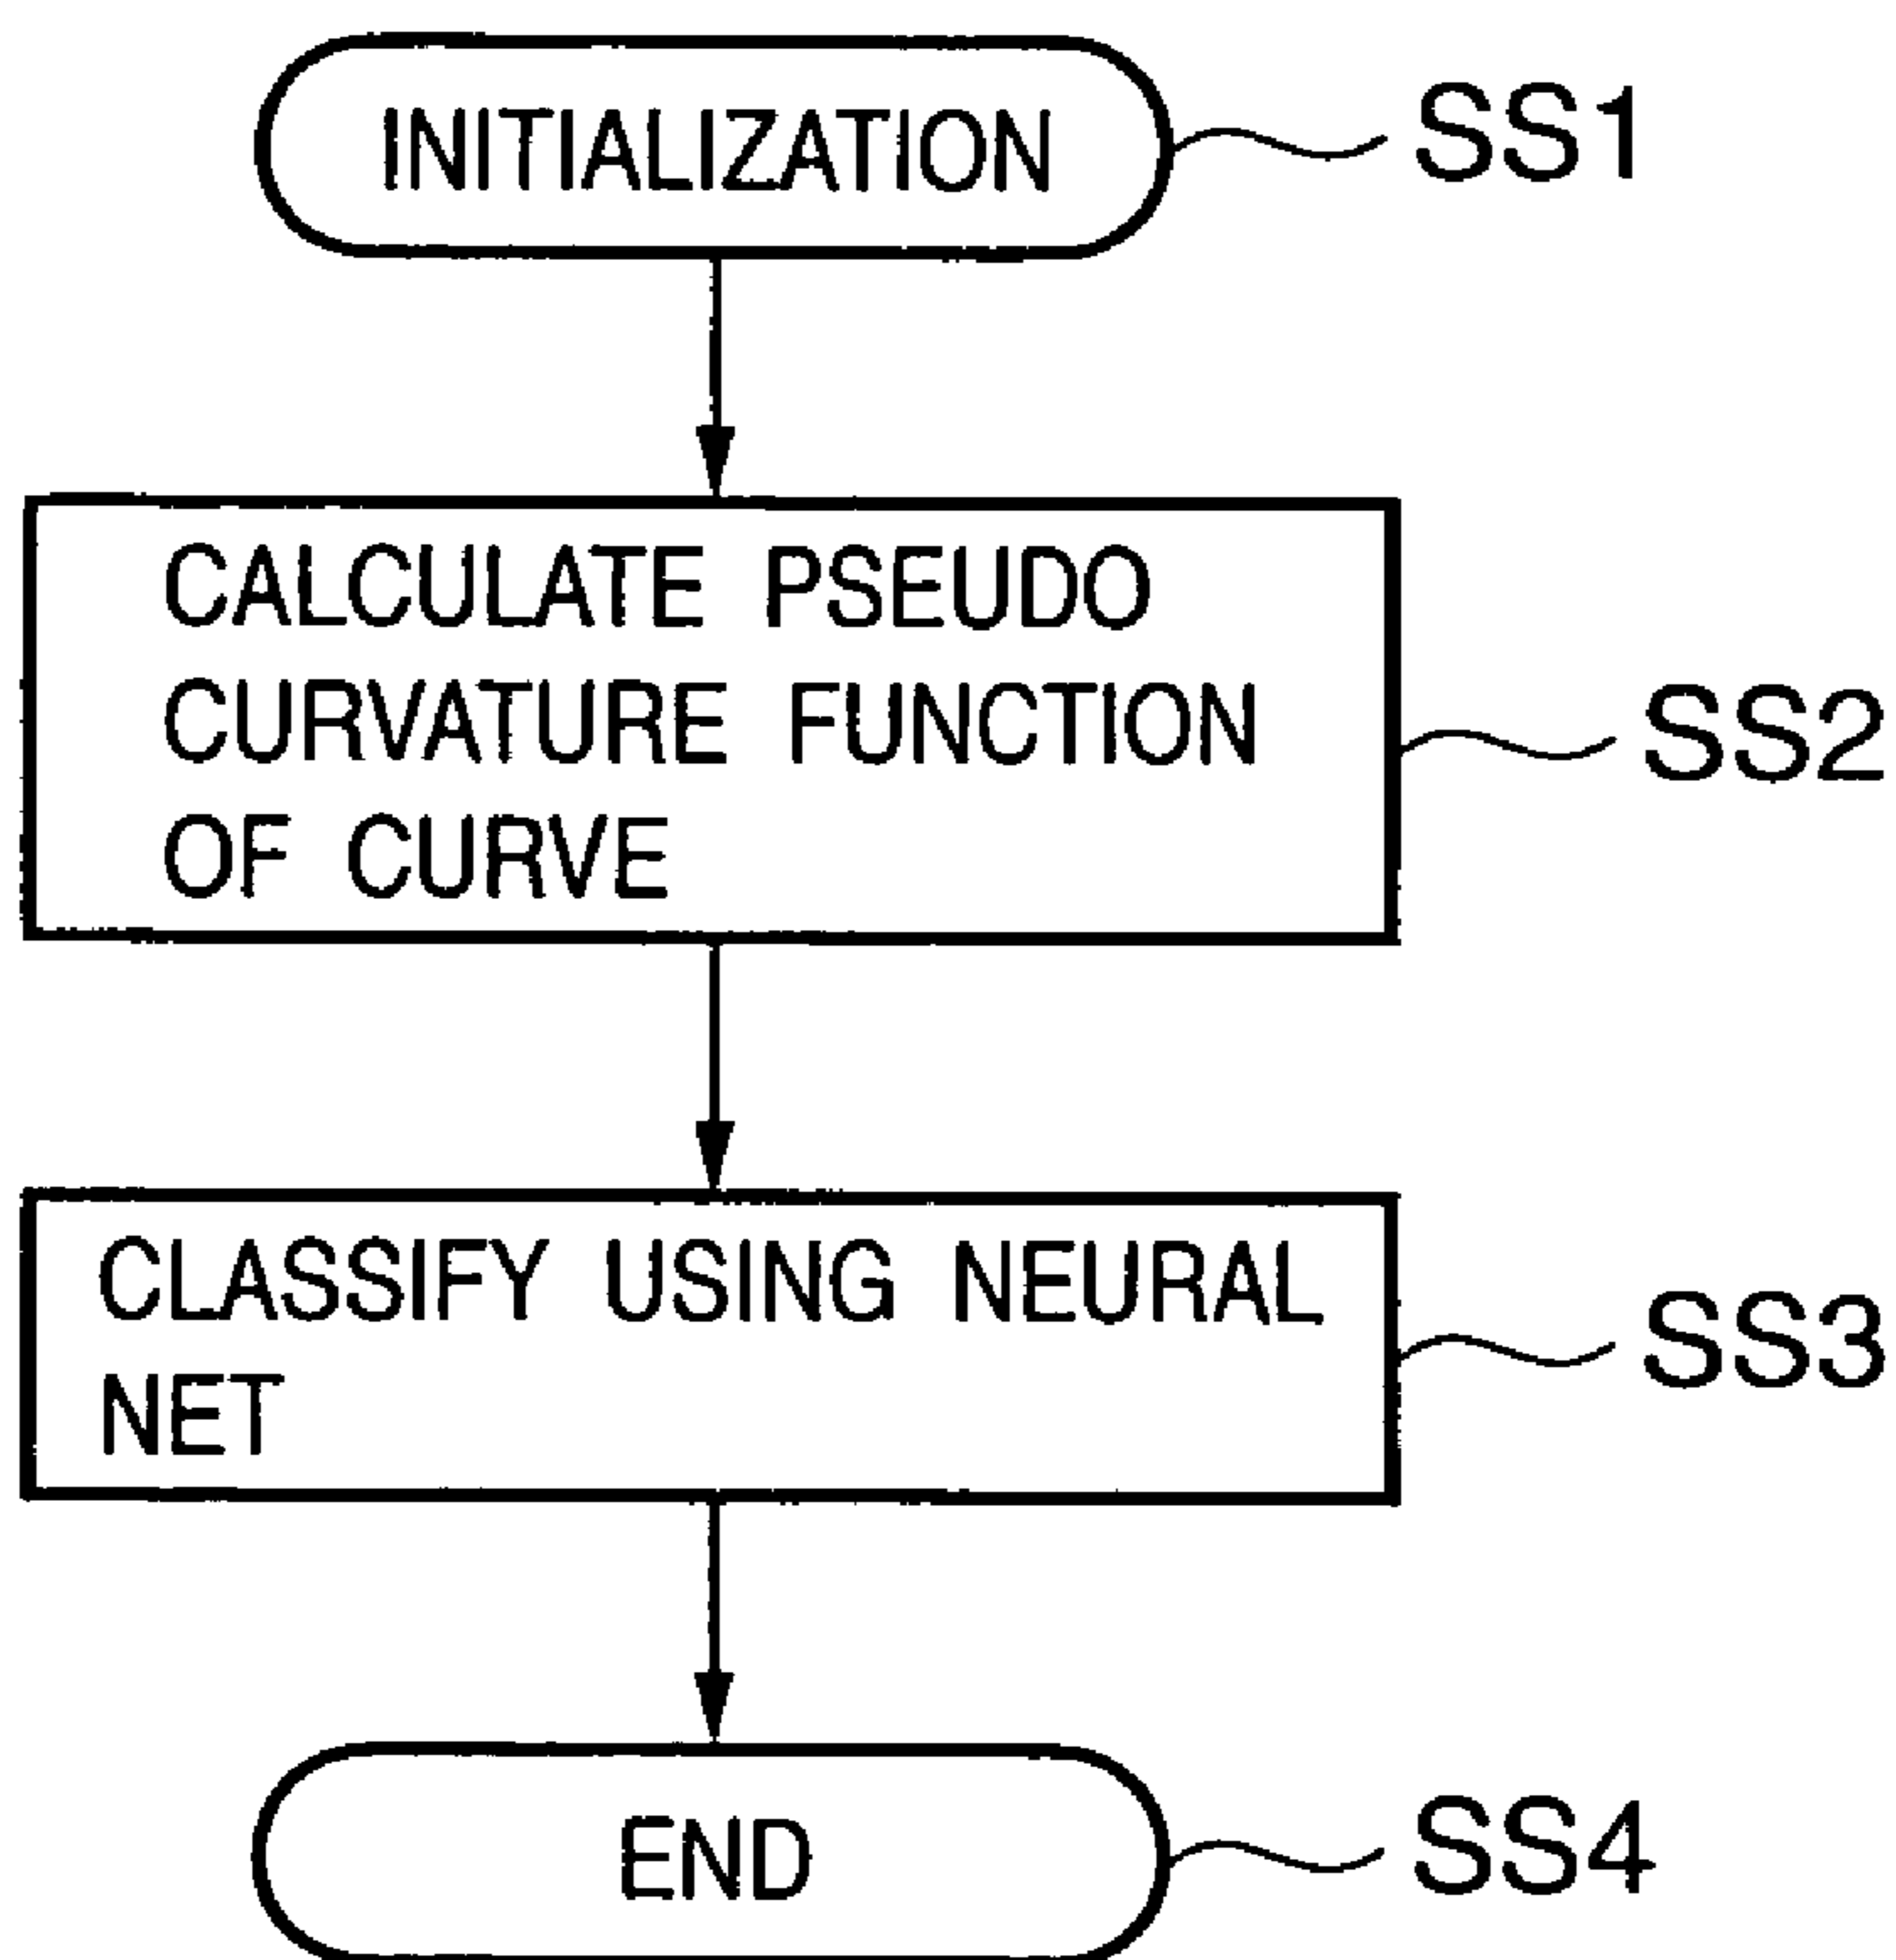 INITIALIZATION
SS1
CALCULATE PSEUDO
CURVATURE FUNCTION
OF CURVE
SS2
CLASSIFY USING NEURAL
NET
SS3
END
SS4